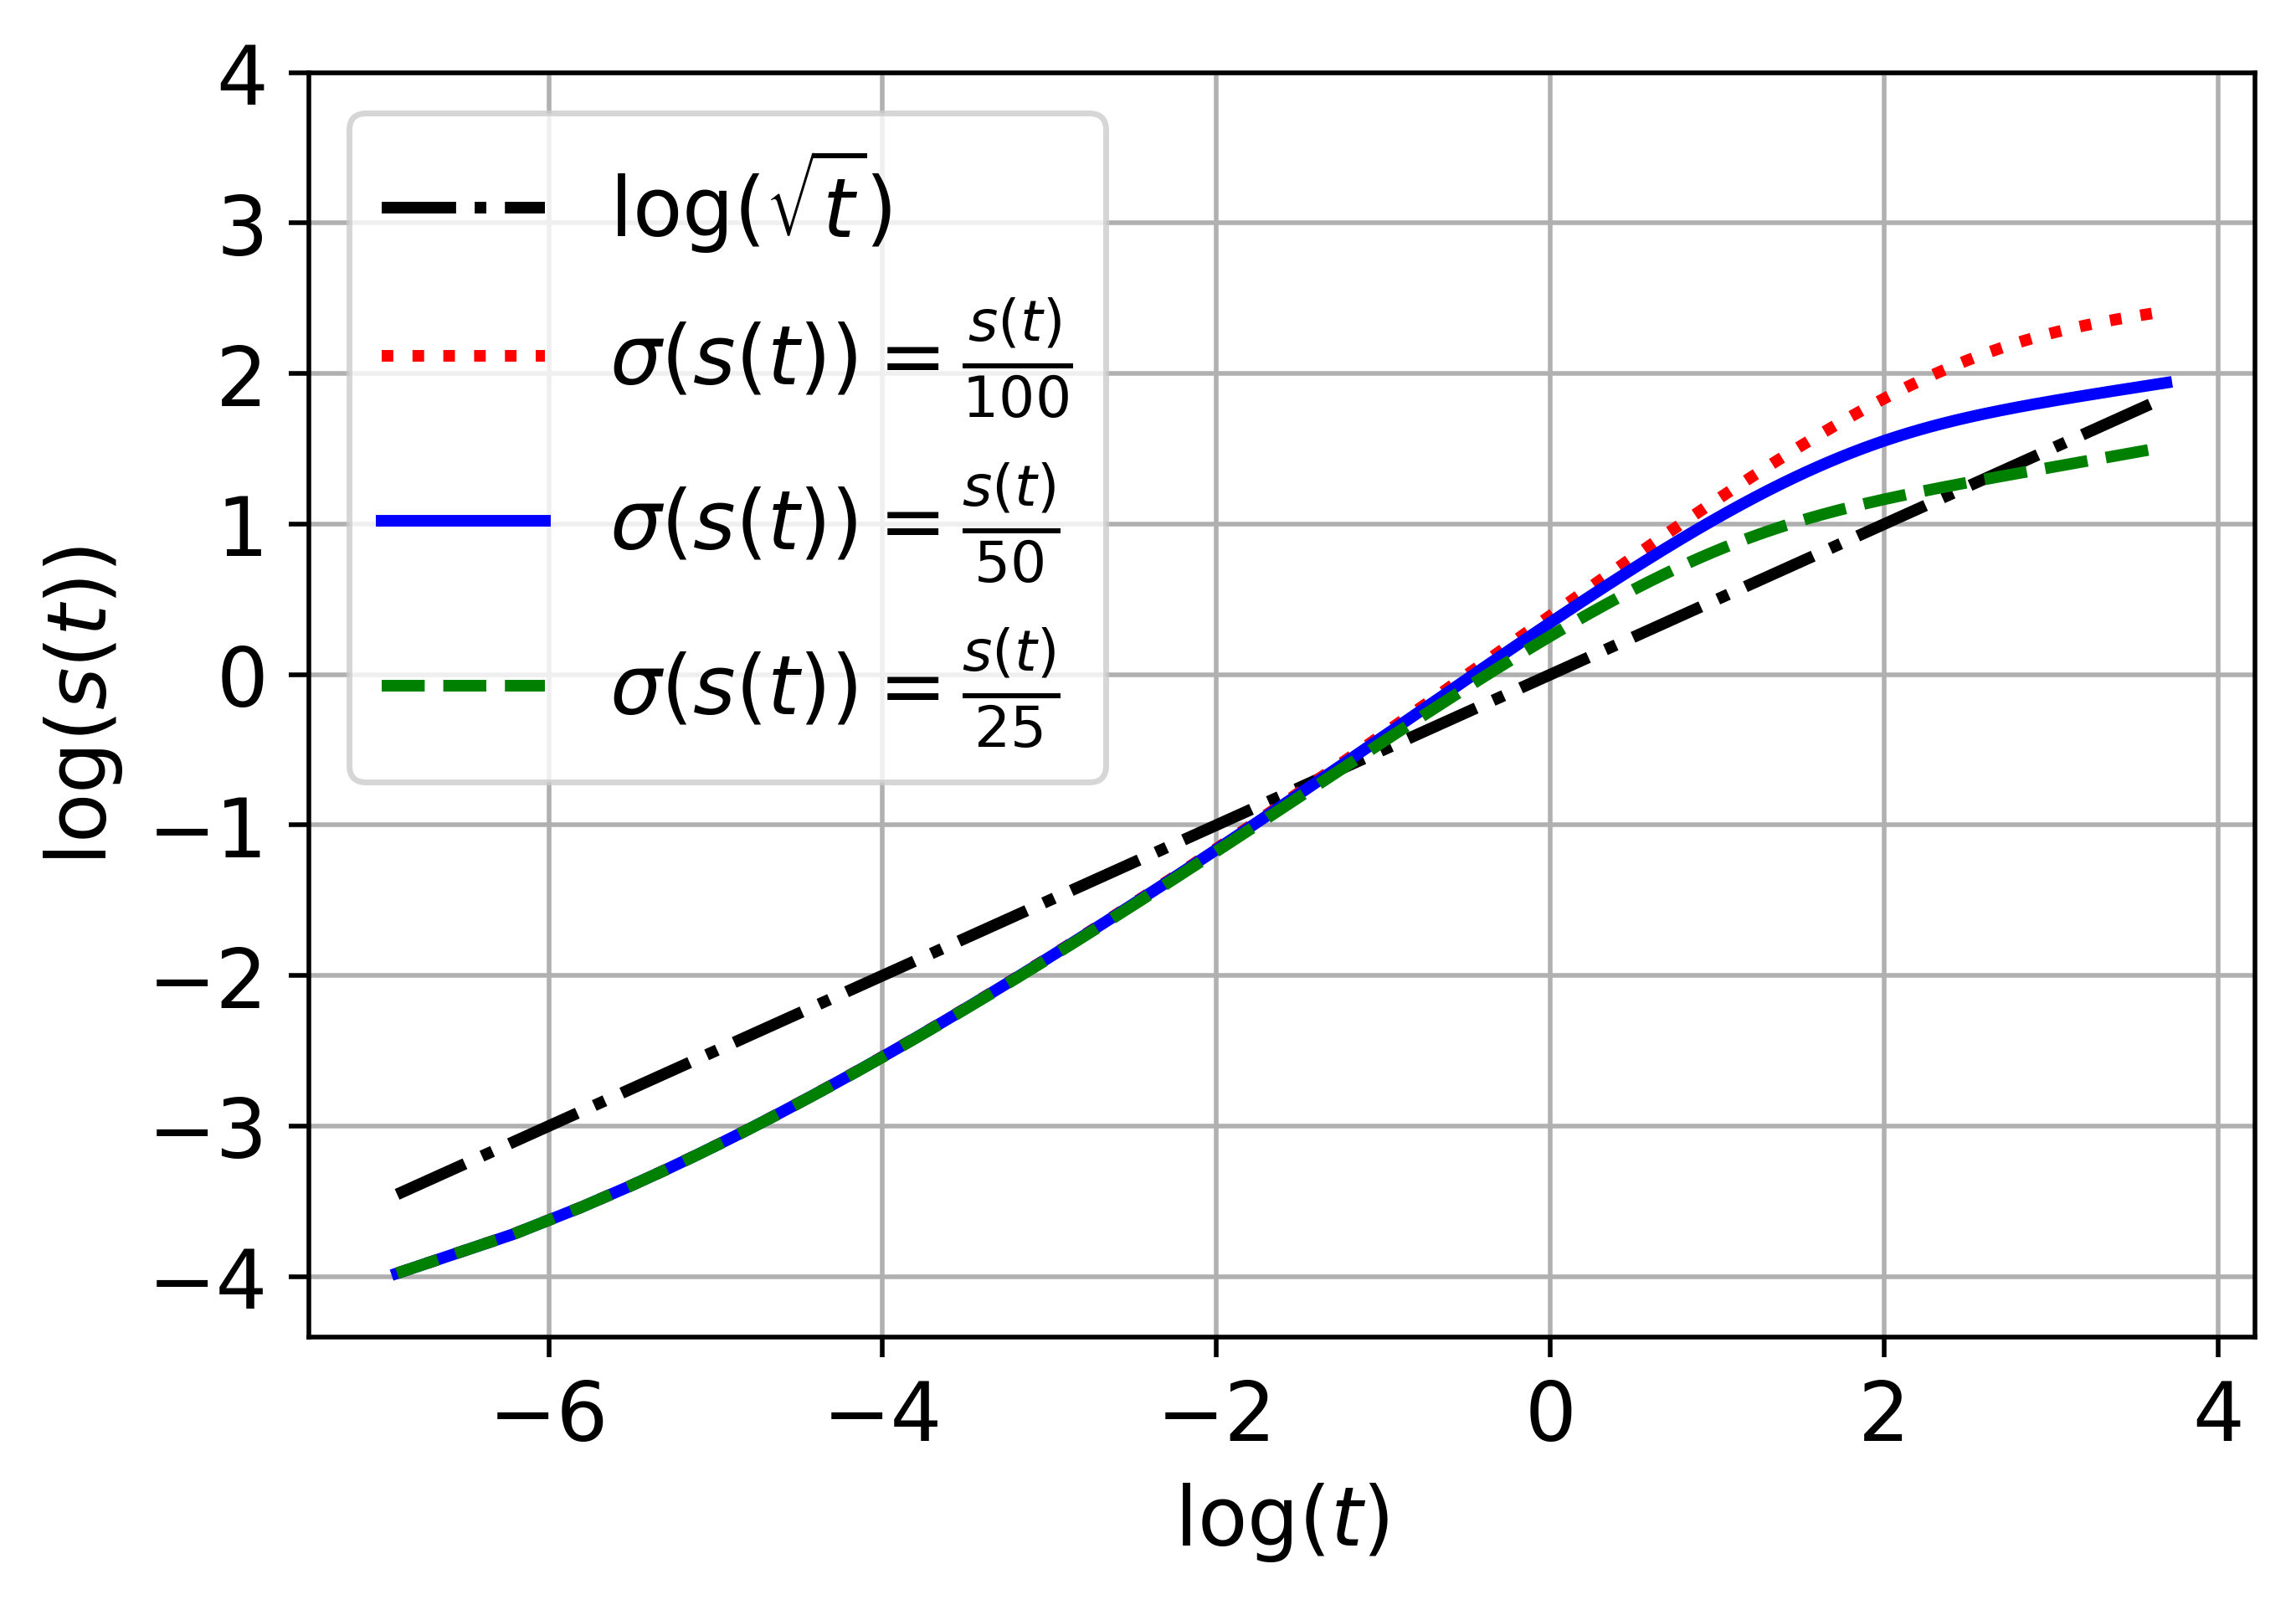 4
3
2
1
0
−1
−2
−3
−4
log(s(t))
log(√t)
σ(s(t)) = s(t)/100
σ(s(t)) = s(t)/50
σ(s(t)) = s(t)/25
−6 −4 −2 0 2 4
log(t)